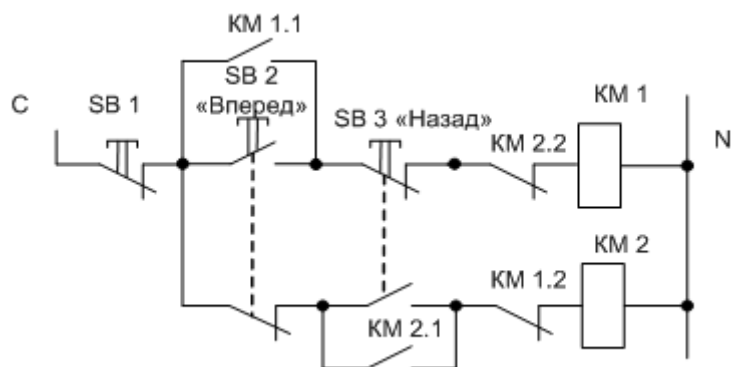 КМ 1.1
C
SB 1
SB 2
«Вперед»
SB 3 «Назад»
КМ 2.2
КМ 1
N
КМ 2
КМ 1.2
КМ 2.1